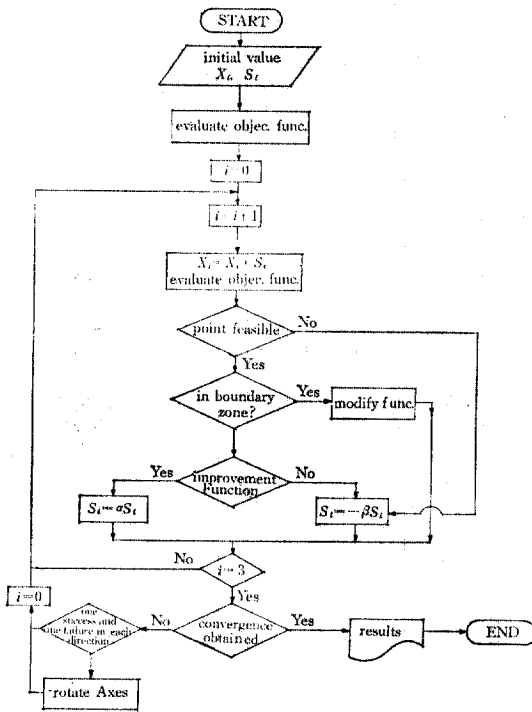 START
initial value
Xi, Si
evaluate objec. func.
i=0
i=i+1
Xi=Xi+Si
evaluate objec. func.
point feasible
No
Yes
in boundary
zone?
Yes
modify func.
Yes
improvement
Function
No
Si=αSi
Si=-βSi
No
i=3
i=0
Yes
one
success and
one failure in each
direction
No
convergence
obtained
Yes
results
END
rotate Axes